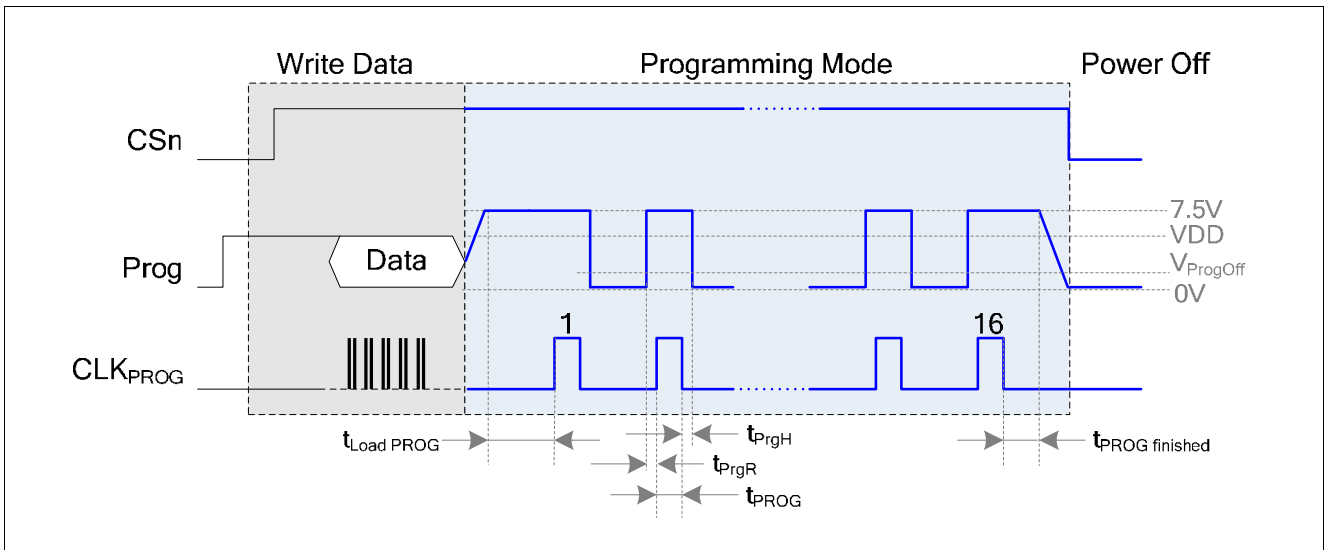 Write Data Programming Mode Power Off
CSn
7.5V
VDD
Prog Data
VProgOff
0V
1 16
CLKPROG
tLoad PROG tPrgH tPROG finished
tPrgR
tPROG